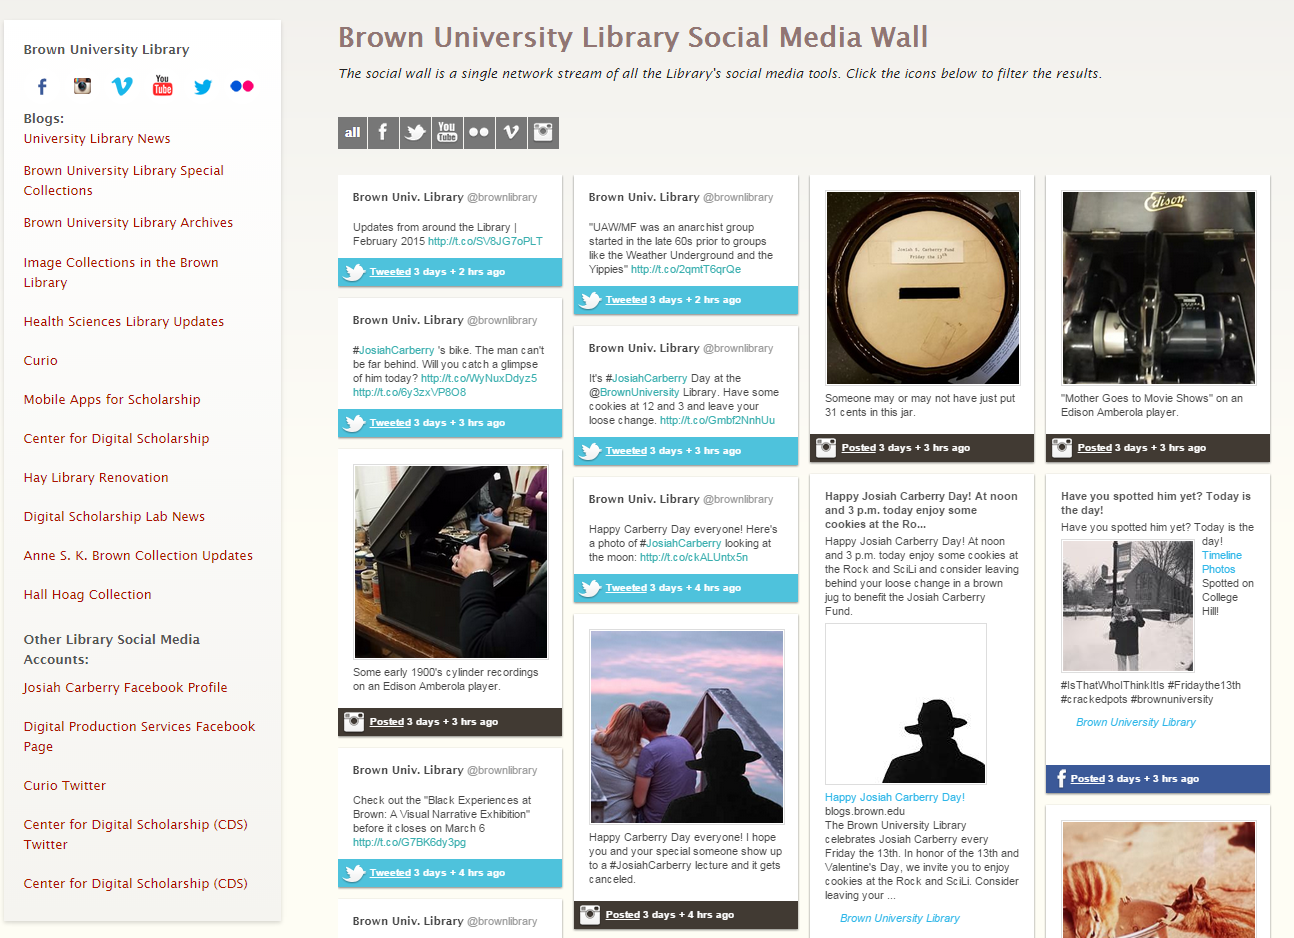 Brown University Library
You
Tube
Blogs:
University Library News
Brown University Library Special
Collections
Brown University Library Archives
Image Collections in the Brown
Library
Health Sciences Library Updates
Curio
Mobile Apps for Scholarship
Center for Digital Scholarship
Hay Library Renovation
Digital Scholarship Lab News
Anne S. K. Brown Collection Updates
Hall Hoag Collection
Other Library Social Media
Accounts:
Josiah Carberry Facebook Profile
Digital Production Services Facebook
Page
Curio Twitter
Center for Digital Scholarship (CDS)
Twitter
Center for Digital Scholarship (CDS)
Brown University Library Social Media Wall
The social wall is a single network stream of all the Library's social media tools. Click the icons below to filter the results.
all
You
Tube
Brown Univ. Library @brownlibrary
Updates from around the Library |
February 2015 http://t.co/SV8JG7oPLT
Tweeted 3 days + 2 hrs ago
Brown Univ. Library @brownlibrary
#JosiahCarberry 's bike. The man can't
be far behind. Will you catch a glimpse
of him today? http://t.co/WyNuxDdyz5
http://t.co/6y3zxVP8O8
Tweeted 3 days + 3 hrs ago
Some early 1900's cylinder recordings
on an Edison Amberola player.
Posted 3 days + 3 hrs ago
Brown Univ. Library @brownlibrary
Check out the "Black Experiences at
Brown: A Visual Narrative Exhibition"
before it closes on March 6
http://t.co/G7BK6dy3pg
Tweeted 3 days + 4 hrs ago
Brown Univ. Library @brownlibrary
Brown Univ. Library @brownlibrary
"UAW/MF was an anarchist group
started in the late 60s prior to groups
like the Weather Underground and the
Yippies" http://t.co/2qmtT6qrQe
Tweeted 3 days + 2 hrs ago
Brown Univ. Library @brownlibrary
It's #JosiahCarberry Day at the
@BrownUniversity Library. Have some
cookies at 12 and 3 and leave your
loose change. http://t.co/Gmbf2NnhUu
Tweeted 3 days + 3 hrs ago
Brown Univ. Library @brownlibrary
Happy Carberry Day everyone! Here's
a photo of #JosiahCarberry looking at
the moon: http://t.co/ckALUntx5n
Tweeted 3 days + 4 hrs ago
Happy Carberry Day everyone! I hope
you and your special someone show up
to a #JosiahCarberry lecture and it gets
canceled.
Posted 3 days + 4 hrs ago
Josiah S. Carberry Fund
Friday the 13th
Someone may or may not have just put
31 cents in this jar.
Posted 3 days + 3 hrs ago
Happy Josiah Carberry Day! At noon
and 3 p.m. today enjoy some
cookies at the Ro...
Happy Josiah Carberry Day! At noon
and 3 p.m. today enjoy some cookies at
the Rock and SciLi and consider leaving
behind your loose change in a brown
jug to benefit the Josiah Carberry
Fund.
Happy Josiah Carberry Day!
blogs.brown.edu
The Brown University Library
celebrates Josiah Carberry every
Friday the 13th. In honor of the 13th and
Valentine's Day, we invite you to enjoy
cookies at the Rock and SciLi. Consider
leaving your ...
Brown University Library
Edison
"Mother Goes to Movie Shows" on an
Edison Amberola player.
Posted 3 days + 3 hrs ago
Have you spotted him yet? Today is
the day!
Have you spotted him yet? Today is the
day!
Timeline
Photos
Spotted on
College
Hill!
#IsThatWhoIThinkItIs #Fridaythe13th
#crackedpots #brownuniversity
Brown University Library
Posted 3 days + 3 hrs ago